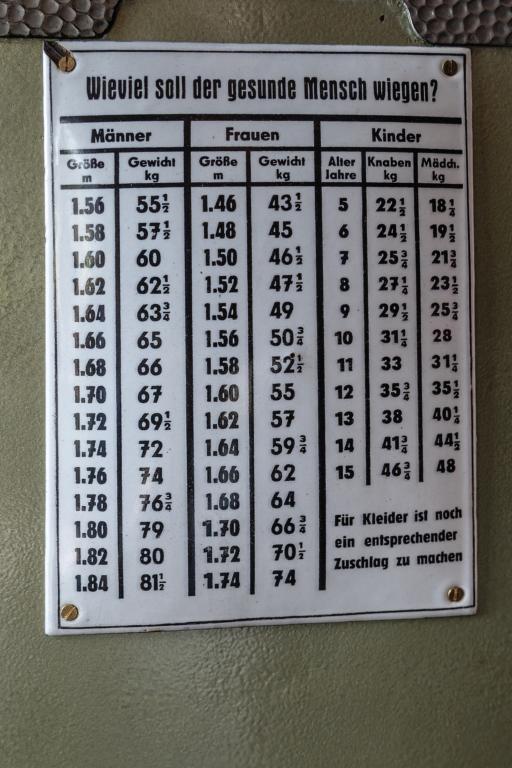 Wieviel soll der gesunde Mensch wiegen?
Männer Frauen Kinder
Größe m Gewicht kg Größe m Gewicht kg Alter Jahre Knaben kg Mädch. kg
1.56 55½ 1.46 43½ 5 22½ 18¼
1.58 57½ 1.48 45 6 24½ 19½
1.60 60 1.50 46½ 7 25¾ 21¾
1.62 62½ 1.52 47½ 8 27¼ 23½
1.64 63¾ 1.54 49 9 29½ 25¾
1.66 65 1.56 50¾ 10 31¼ 28
1.68 66 1.58 52½ 11 33 31¼
1.70 67 1.60 55 12 35¾ 35½
1.72 69½ 1.62 57 13 38 40¼
1.74 72 1.64 59¾ 14 41¾ 44½
1.76 74 1.66 62 15 46¾ 48
1.78 76¾ 1.68 64
1.80 79 1.70 66¾
1.82 80 1.72 70½
1.84 81½ 1.74 74
Für Kleider ist noch
ein entsprechender
Zuschlag zu machen